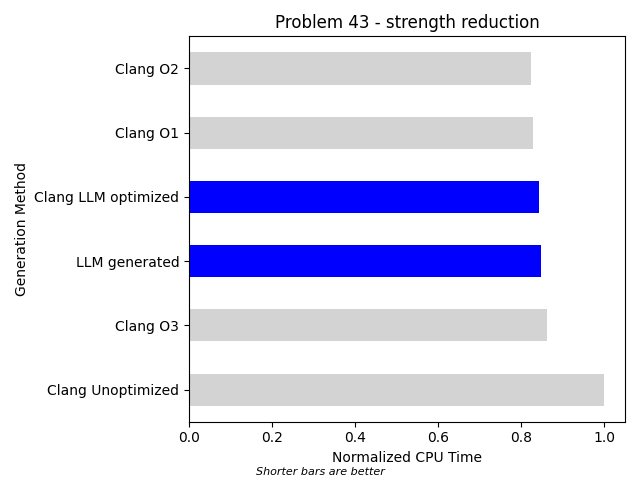 Problem 43 - strength reduction
Generation Method
Clang O2
Clang O1
Clang LLM optimized
LLM generated
Clang O3
Clang Unoptimized
0.0 0.2 0.4 0.6 0.8 1.0
Normalized CPU Time
Shorter bars are better